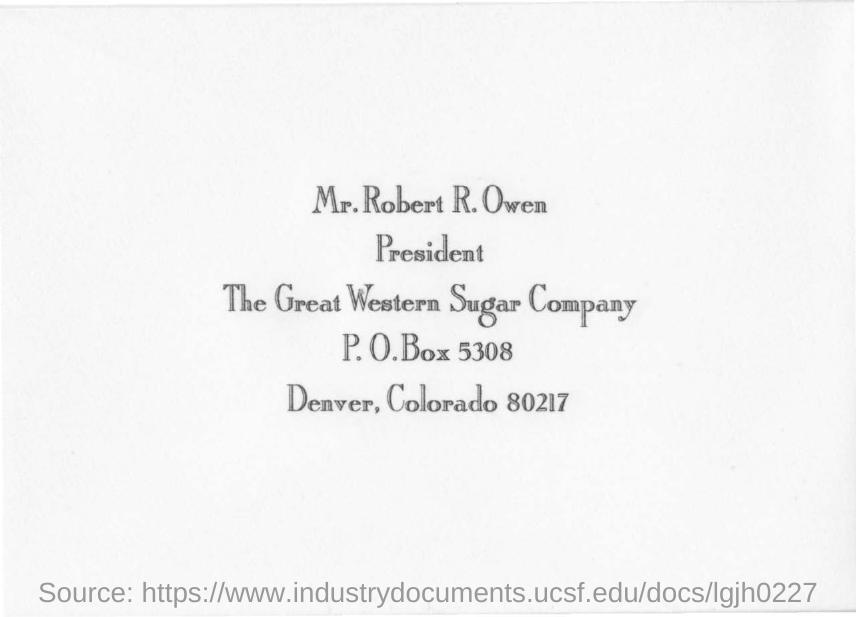 Mr. Robert R. Owen
President
The Great Western Sugar Company
P. O. Box 5308
Denver, Colorado 80217
Source: https://www.industrydocuments.ucsf.edu/docs/lgjh0227